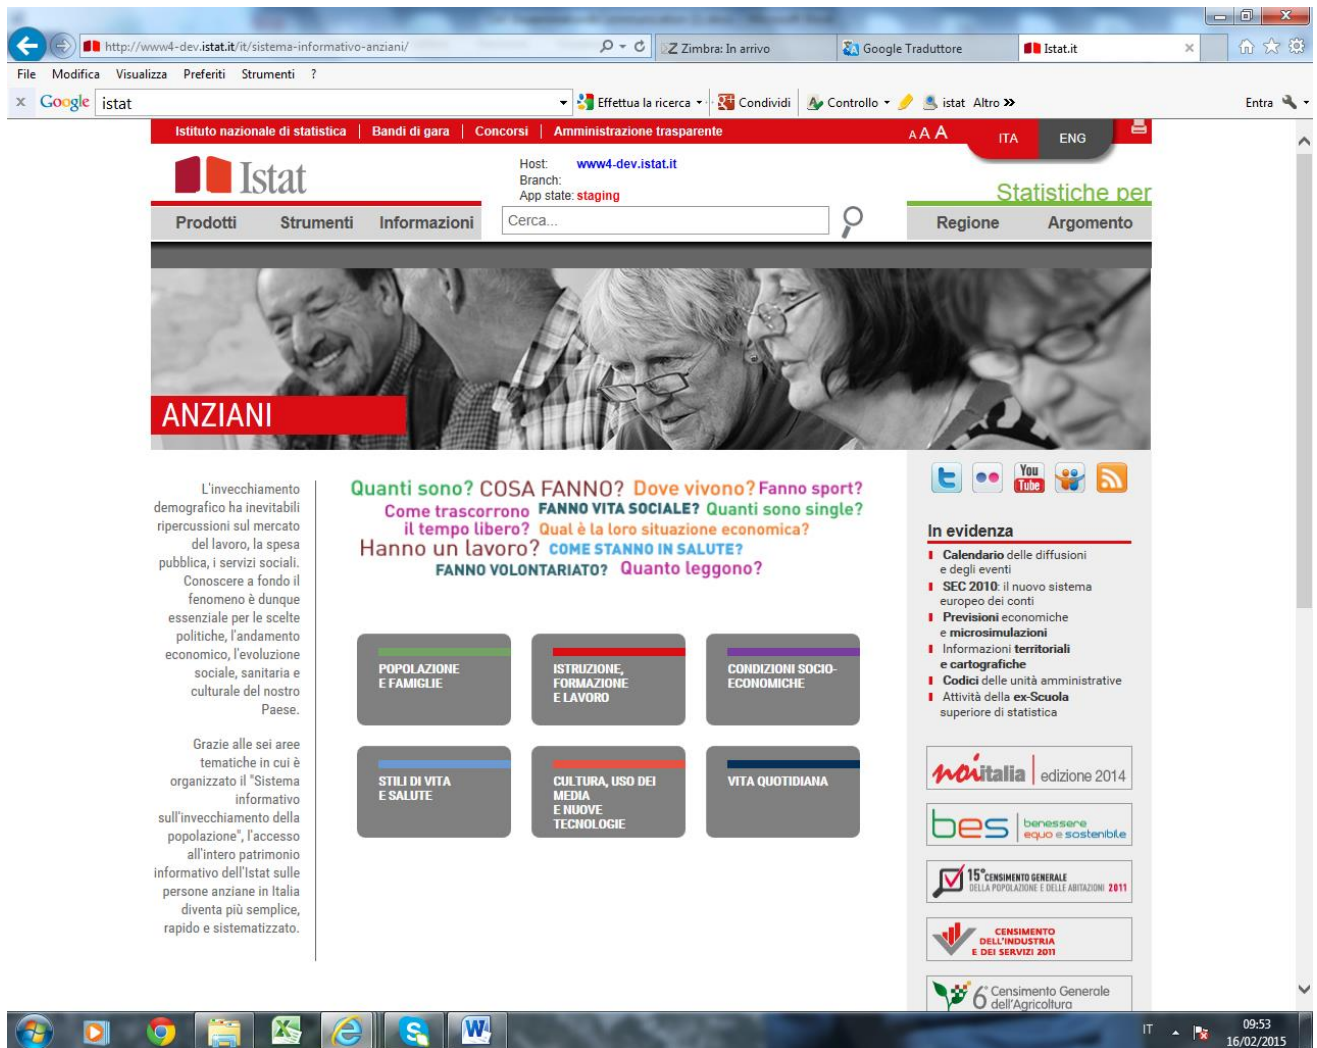 http://www4-dev.istat.it/it/sistema-informativo-anziani/
Zimbra: In arrivo
Google Traduttore
Istat.it
File Modifica Visualizza Preferiti Strumenti ?
x Google istat
Effettua la ricerca
Condividi
Controllo
istat
Altro »
Entra
Istituto nazionale di statistica | Bandi di gara | Concorsi | Amministrazione trasparente
A A A
ITA
ENG
Istat
Host: www4-dev.istat.it
Branch:
App state: staging
Statistiche per
Prodotti Strumenti Informazioni
Cerca...
Regione Argomento
ANZIANI
L'invecchiamento
demografico ha inevitabili
ripercussioni sul mercato
del lavoro, la spesa
pubblica, i servizi sociali.
Conoscere a fondo il
fenomeno è dunque
essenziale per le scelte
politiche, l'andamento
economico, l'evoluzione
sociale, sanitaria e
culturale del nostro
Paese.
Grazie alle sei aree
tematiche in cui è
organizzato il "Sistema
informativo
sull'invecchiamento della
popolazione", l'accesso
all'intero patrimonio
informativo dell'Istat sulle
persone anziane in Italia
diventa più semplice,
rapido e sistematizzato.
Quanti sono? COSA FANNO? Dove vivono? Fanno sport?
Come trascorrono
il tempo libero?
FANNO VITA SOCIALE? Quanti sono single?
Qual è la loro situazione economica?
Hanno un lavoro? COME STANNO IN SALUTE?
FANNO VOLONTARIATO? Quanto leggono?
POPOLAZIONE
E FAMIGLIE
ISTRUZIONE,
FORMAZIONE
E LAVORO
CONDIZIONI SOCIO-
ECONOMICHE
STILI DI VITA
E SALUTE
CULTURA, USO DEI
MEDIA
E NUOVE
TECNOLOGIE
VITA QUOTIDIANA
You
Tube
In evidenza
Calendario delle diffusioni
e degli eventi
SEC 2010: il nuovo sistema
europeo dei conti
Previsioni economiche
e microsimulazioni
Informazioni territoriali
e cartografiche
Codici delle unità amministrative
Attività della ex-Scuola
superiore di statistica
noiitalia edizione 2014
bes benessere
equo e sostenibile
15° CENSIMENTO GENERALE
DELLA POPOLAZIONE E DELLE ABITAZIONI 2011
CENSIMENTO
DELL'INDUSTRIA
E DEI SERVIZI 2011
6° Censimento Generale
dell'Agricoltura
IT
09:53
16/02/2015